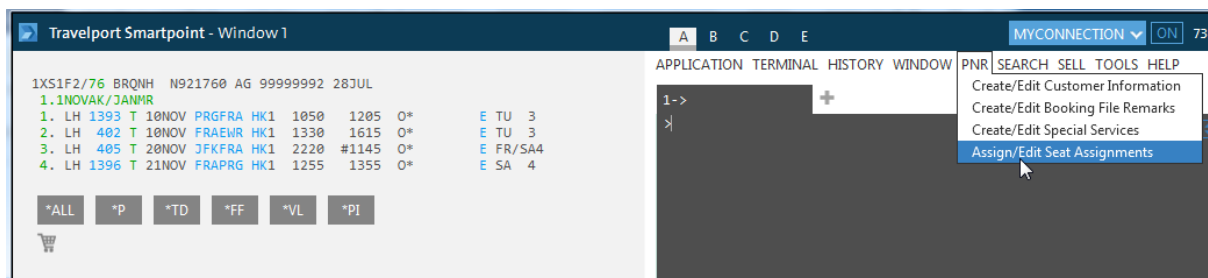 Travelport Smartpoint - Window 1
A B C D E
MYCONNECTION ON 73
APPLICATION TERMINAL HISTORY WINDOW PNR SEARCH SELL TOOLS HELP
1XS1F2/76 BRQNH N921760 AG 99999992 28JUL
1.1NOVAK/JANMR
1. LH 1393 T 10NOV PRGFRA HK1 1050 1205 O* E TU 3
2. LH 402 T 10NOV FRAEWR HK1 1330 1615 O* E TU 3
3. LH 405 T 20NOV JFKFRA HK1 2220 #1145 O* E FR/SA4
4. LH 1396 T 21NOV FRAPRG HK1 1255 1355 O* E SA 4
*ALL *P *TD *FF *VL *PI
1->
>
Create/Edit Customer Information
Create/Edit Booking File Remarks
Create/Edit Special Services
Assign/Edit Seat Assignments